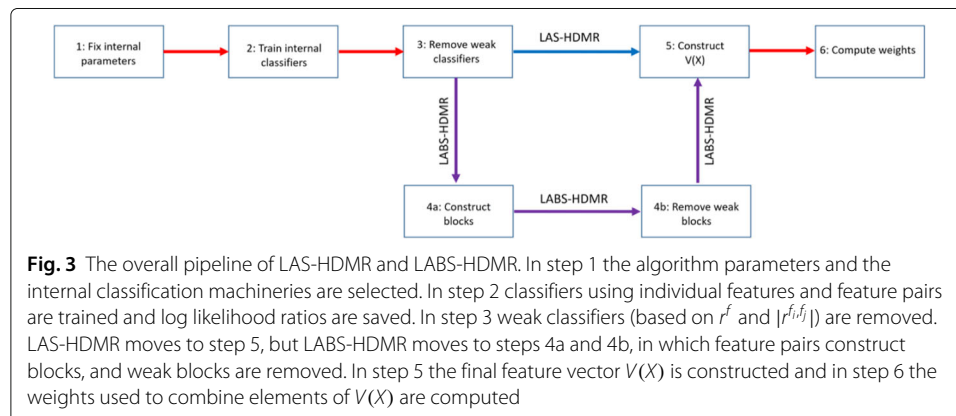 1: Fix internal
parameters
2: Train internal
classifiers
3: Remove weak
classifiers
LAS-HDMR
5: Construct
V(X)
6: Compute weights
LABS-HDMR
LABS-HDMR
4a: Construct
blocks
LABS-HDMR
4b: Remove weak
blocks
Fig. 3 The overall pipeline of LAS-HDMR and LABS-HDMR. In step 1 the algorithm parameters and the
internal classification machineries are selected. In step 2 classifiers using individual features and feature pairs
are trained and log likelihood ratios are saved. In step 3 weak classifiers (based on r^f and |r^{f_i,f_j}|) are removed.
LAS-HDMR moves to step 5, but LABS-HDMR moves to steps 4a and 4b, in which feature pairs construct
blocks, and weak blocks are removed. In step 5 the final feature vector V(X) is constructed and in step 6 the
weights used to combine elements of V(X) are computed